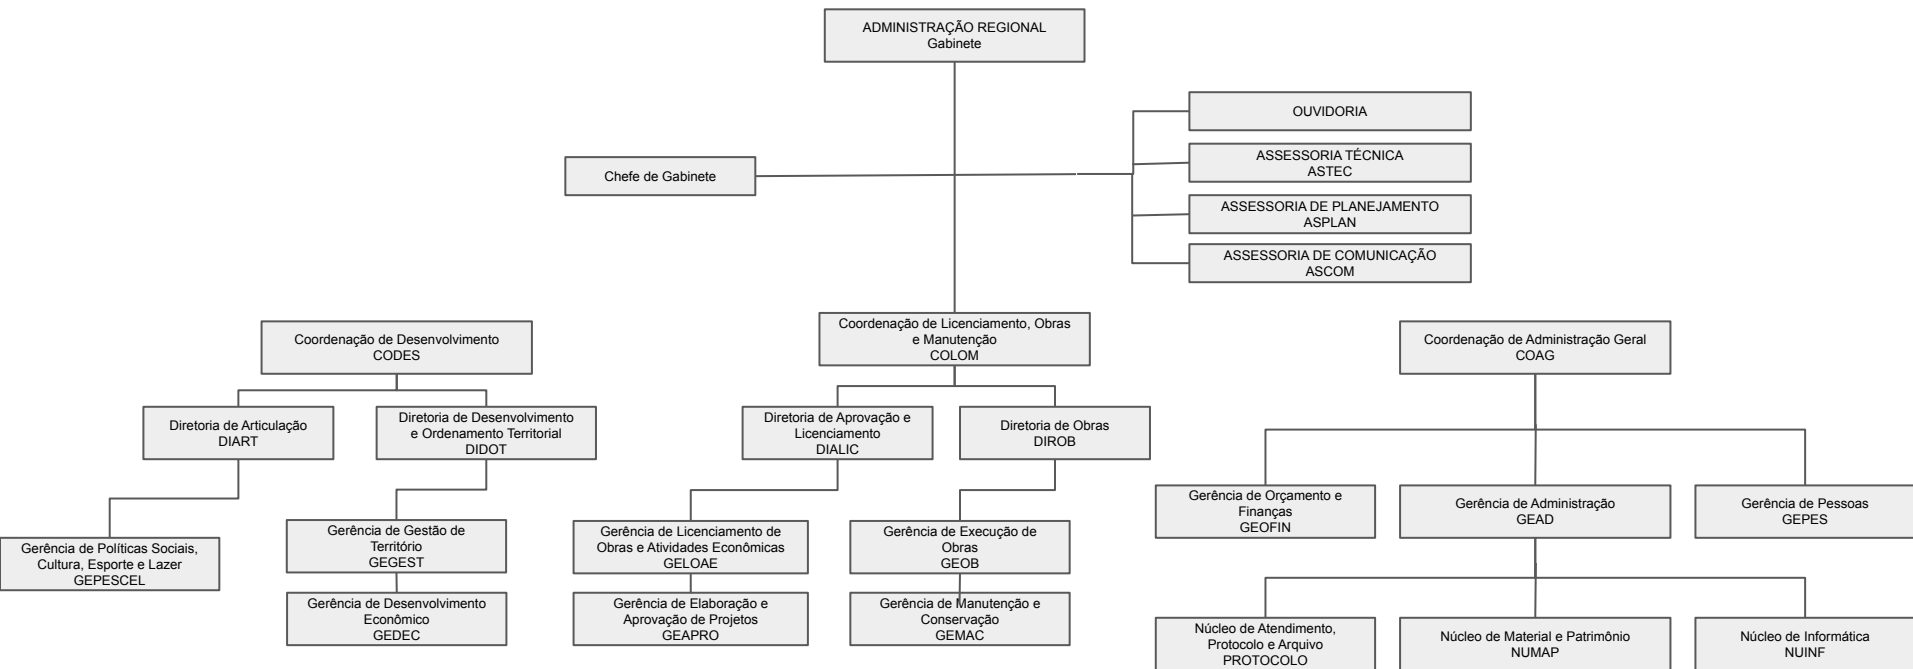 ADMINISTRAÇÃO REGIONAL
Gabinete
OUVIDORIA
ASSESSORIA TÉCNICA
ASTEC
Chefe de Gabinete
ASSESSORIA DE PLANEJAMENTO
ASPLAN
ASSESSORIA DE COMUNICAÇÃO
ASCOM
Coordenação de Desenvolvimento
CODES
Coordenação de Licenciamento, Obras
e Manutenção
COLOM
Coordenação de Administração Geral
COAG
Diretoria de Articulação
DIART
Diretoria de Desenvolvimento
e Ordenamento Territorial
DIDOT
Diretoria de Aprovação e
Licenciamento
DIALIC
Diretoria de Obras
DIROB
Gerência de Orçamento e
Finanças
GEOFIN
Gerência de Administração
GEAD
Gerência de Pessoas
GEPES
Gerência de Políticas Sociais,
Cultura, Esporte e Lazer
GEPESCEL
Gerência de Gestão de
Território
GEGEST
Gerência de Licenciamento de
Obras e Atividades Econômicas
GELOAE
Gerência de Execução de
Obras
GEOB
Gerência de Desenvolvimento
Econômico
GEDEC
Gerência de Elaboração e
Aprovação de Projetos
GEAPRO
Gerência de Manutenção e
Conservação
GEMAC
Núcleo de Atendimento,
Protocolo e Arquivo
PROTOCOLO
Núcleo de Material e Patrimônio
NUMAP
Núcleo de Informática
NUINF